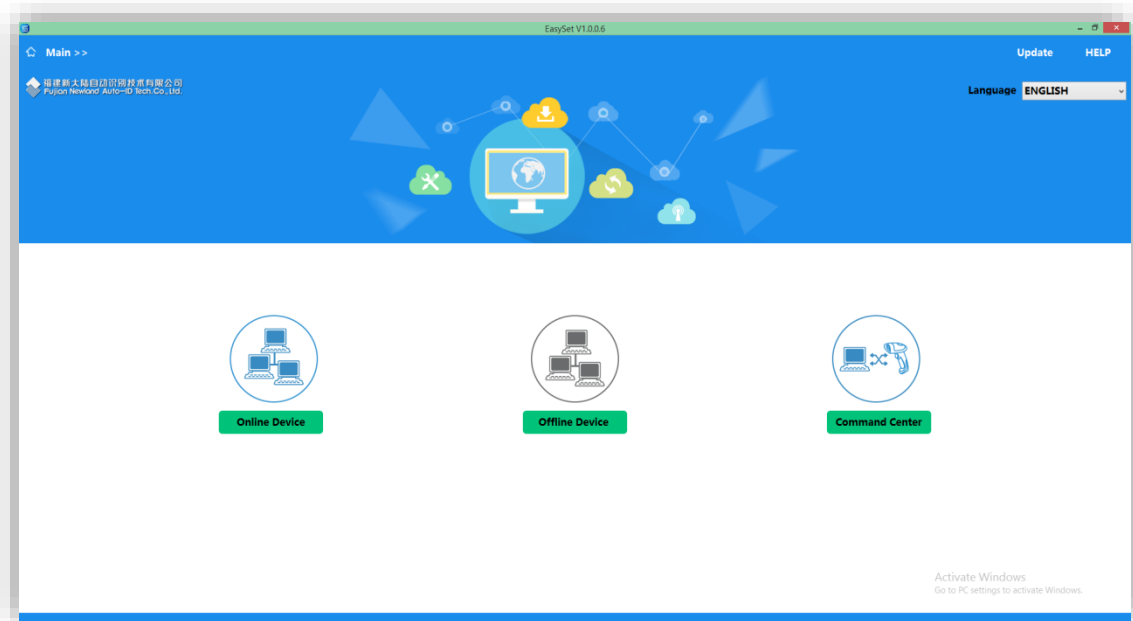 EasySet V1.0.0.6
Main >>
Update
HELP
福建新大陆自动识别技术有限公司
Fujian Newland Auto-ID Tech.Co.,Ltd.
Language ENGLISH
Online Device
Offline Device
Command Center
Activate Windows
Go to PC settings to activate Windows.